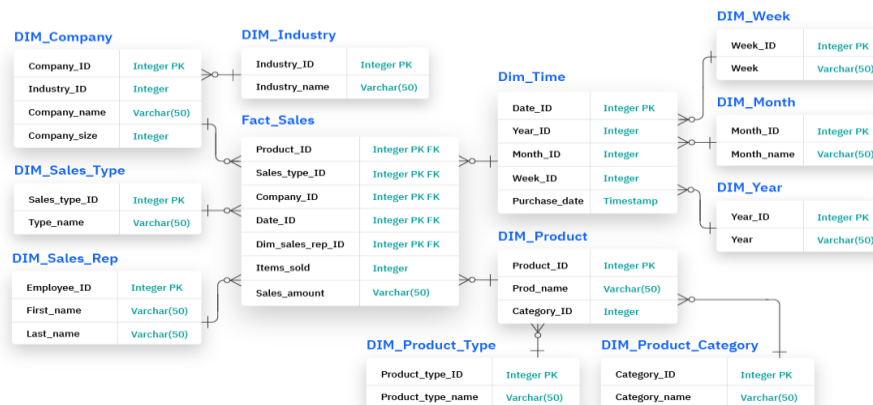 DIM_Company
Company_ID Integer PK
Industry_ID Integer
Company_name Varchar(50)
Company_size Integer
DIM_Industry
Industry_ID Integer PK
Industry_name Varchar(50)
DIM_Sales_Type
Sales_type_ID Integer PK
Type_name Varchar(50)
DIM_Sales_Rep
Employee_ID Integer PK
First_name Varchar(50)
Last_name Varchar(50)
Fact_Sales
Product_ID Integer PK FK
Sales_type_ID Integer PK FK
Company_ID Integer PK FK
Date_ID Integer PK FK
Dim_sales_rep_ID Integer PK FK
Items_sold Integer
Sales_amount Varchar(50)
Dim_Time
Date_ID Integer PK
Year_ID Integer
Month_ID Integer
Week_ID Integer
Purchase_date Timestamp
DIM_Week
Week_ID Integer PK
Week Varchar(50)
DIM_Month
Month_ID Integer PK
Month_name Varchar(50)
DIM_Year
Year_ID Integer PK
Year Varchar(50)
DIM_Product
Product_ID Integer PK
Prod_name Varchar(50)
Category_ID Integer
DIM_Product_Type
Product_type_ID Integer PK
Product_type_name Varchar(50)
DIM_Product_Category
Category_ID Integer PK
Category_name Varchar(50)